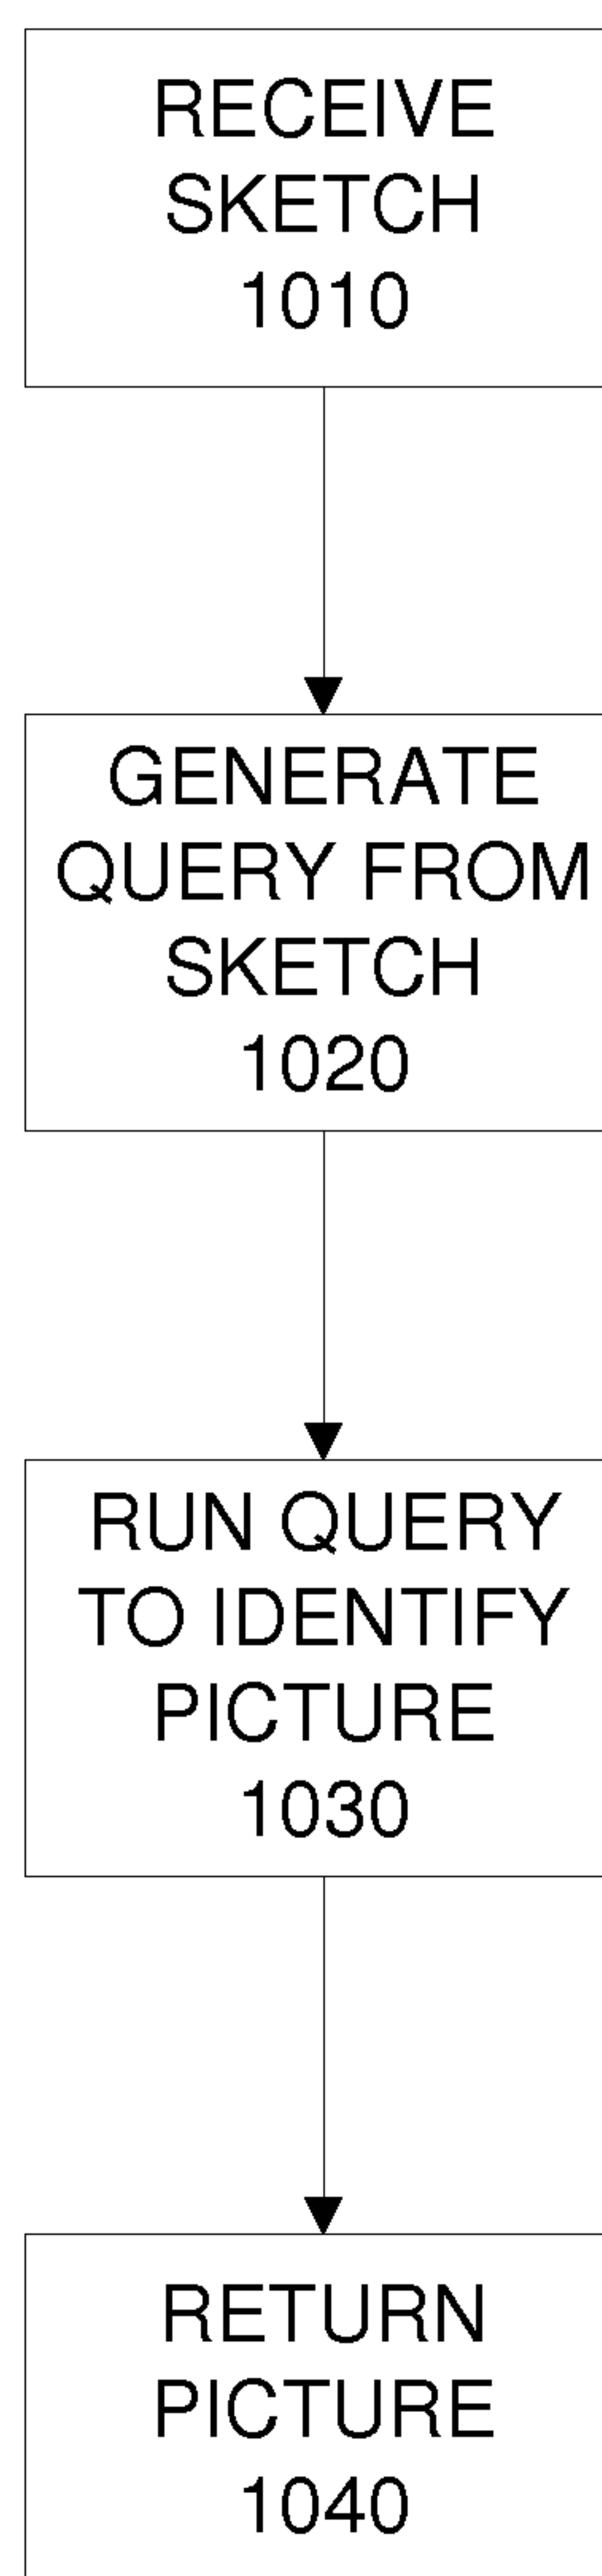 RECEIVE
SKETCH
1010
GENERATE
QUERY FROM
SKETCH
1020
RUN QUERY
TO IDENTIFY
PICTURE
1030
RETURN
PICTURE
1040